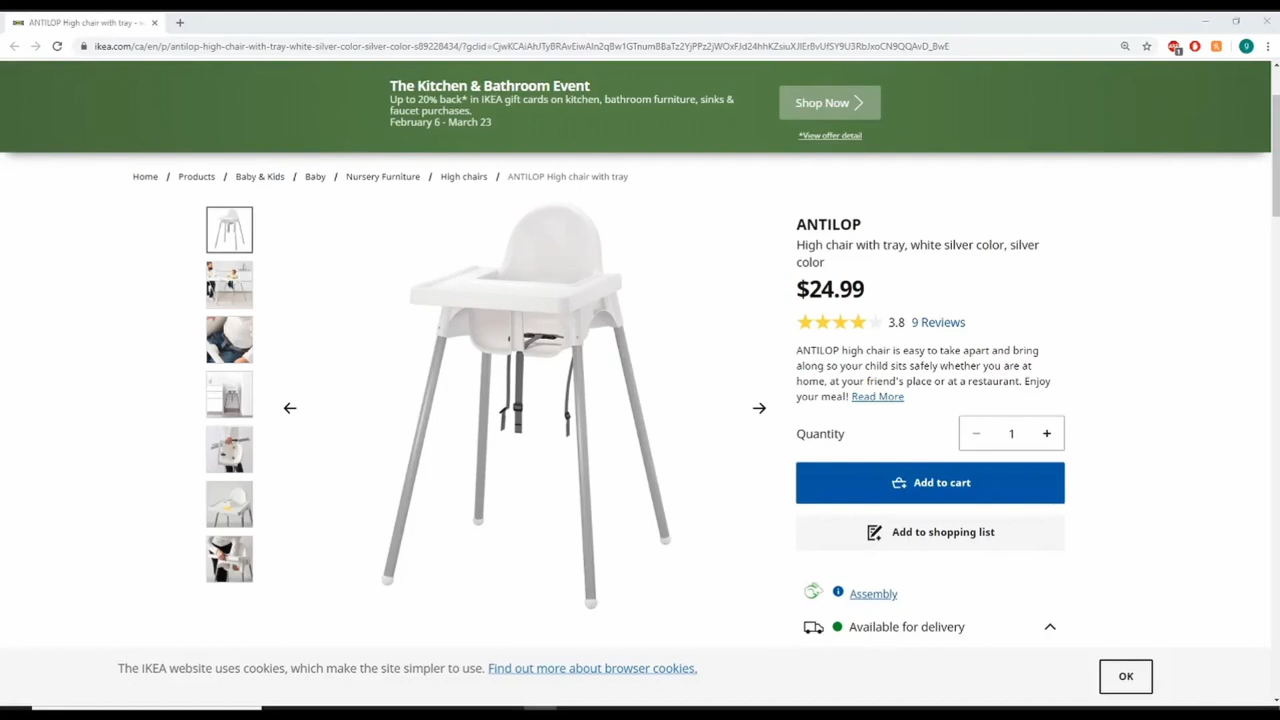 ANTILOP High chair with tray - w
ikea.com/ca/en/p/antilop-high-chair-with-tray-white-silver-color-silver-color-s89228434/?gclid=CjwKCAiAhJTyBRAvEiwAln2qBw1GTnum8BaTz2YjPPz2jWOxFJd24hhKZsiuXJlErBvUfSY9U3RbJxoCN9QQAvD_BwE
The Kitchen & Bathroom Event
Up to 20% back* in IKEA gift cards on kitchen, bathroom furniture, sinks &
faucet purchases.
February 6 - March 23
Shop Now
*View offer detail
Home / Products / Baby & Kids / Baby / Nursery Furniture / High chairs / ANTILOP High chair with tray
ANTILOP
High chair with tray, white silver color, silver
color
$24.99
3.8 9 Reviews
ANTILOP high chair is easy to take apart and bring
along so your child sits safely whether you are at
home, at your friend's place or at a restaurant. Enjoy
your meal! Read More
Quantity
1
Add to cart
Add to shopping list
Assembly
Available for delivery
The IKEA website uses cookies, which make the site simpler to use. Find out more about browser cookies.
OK